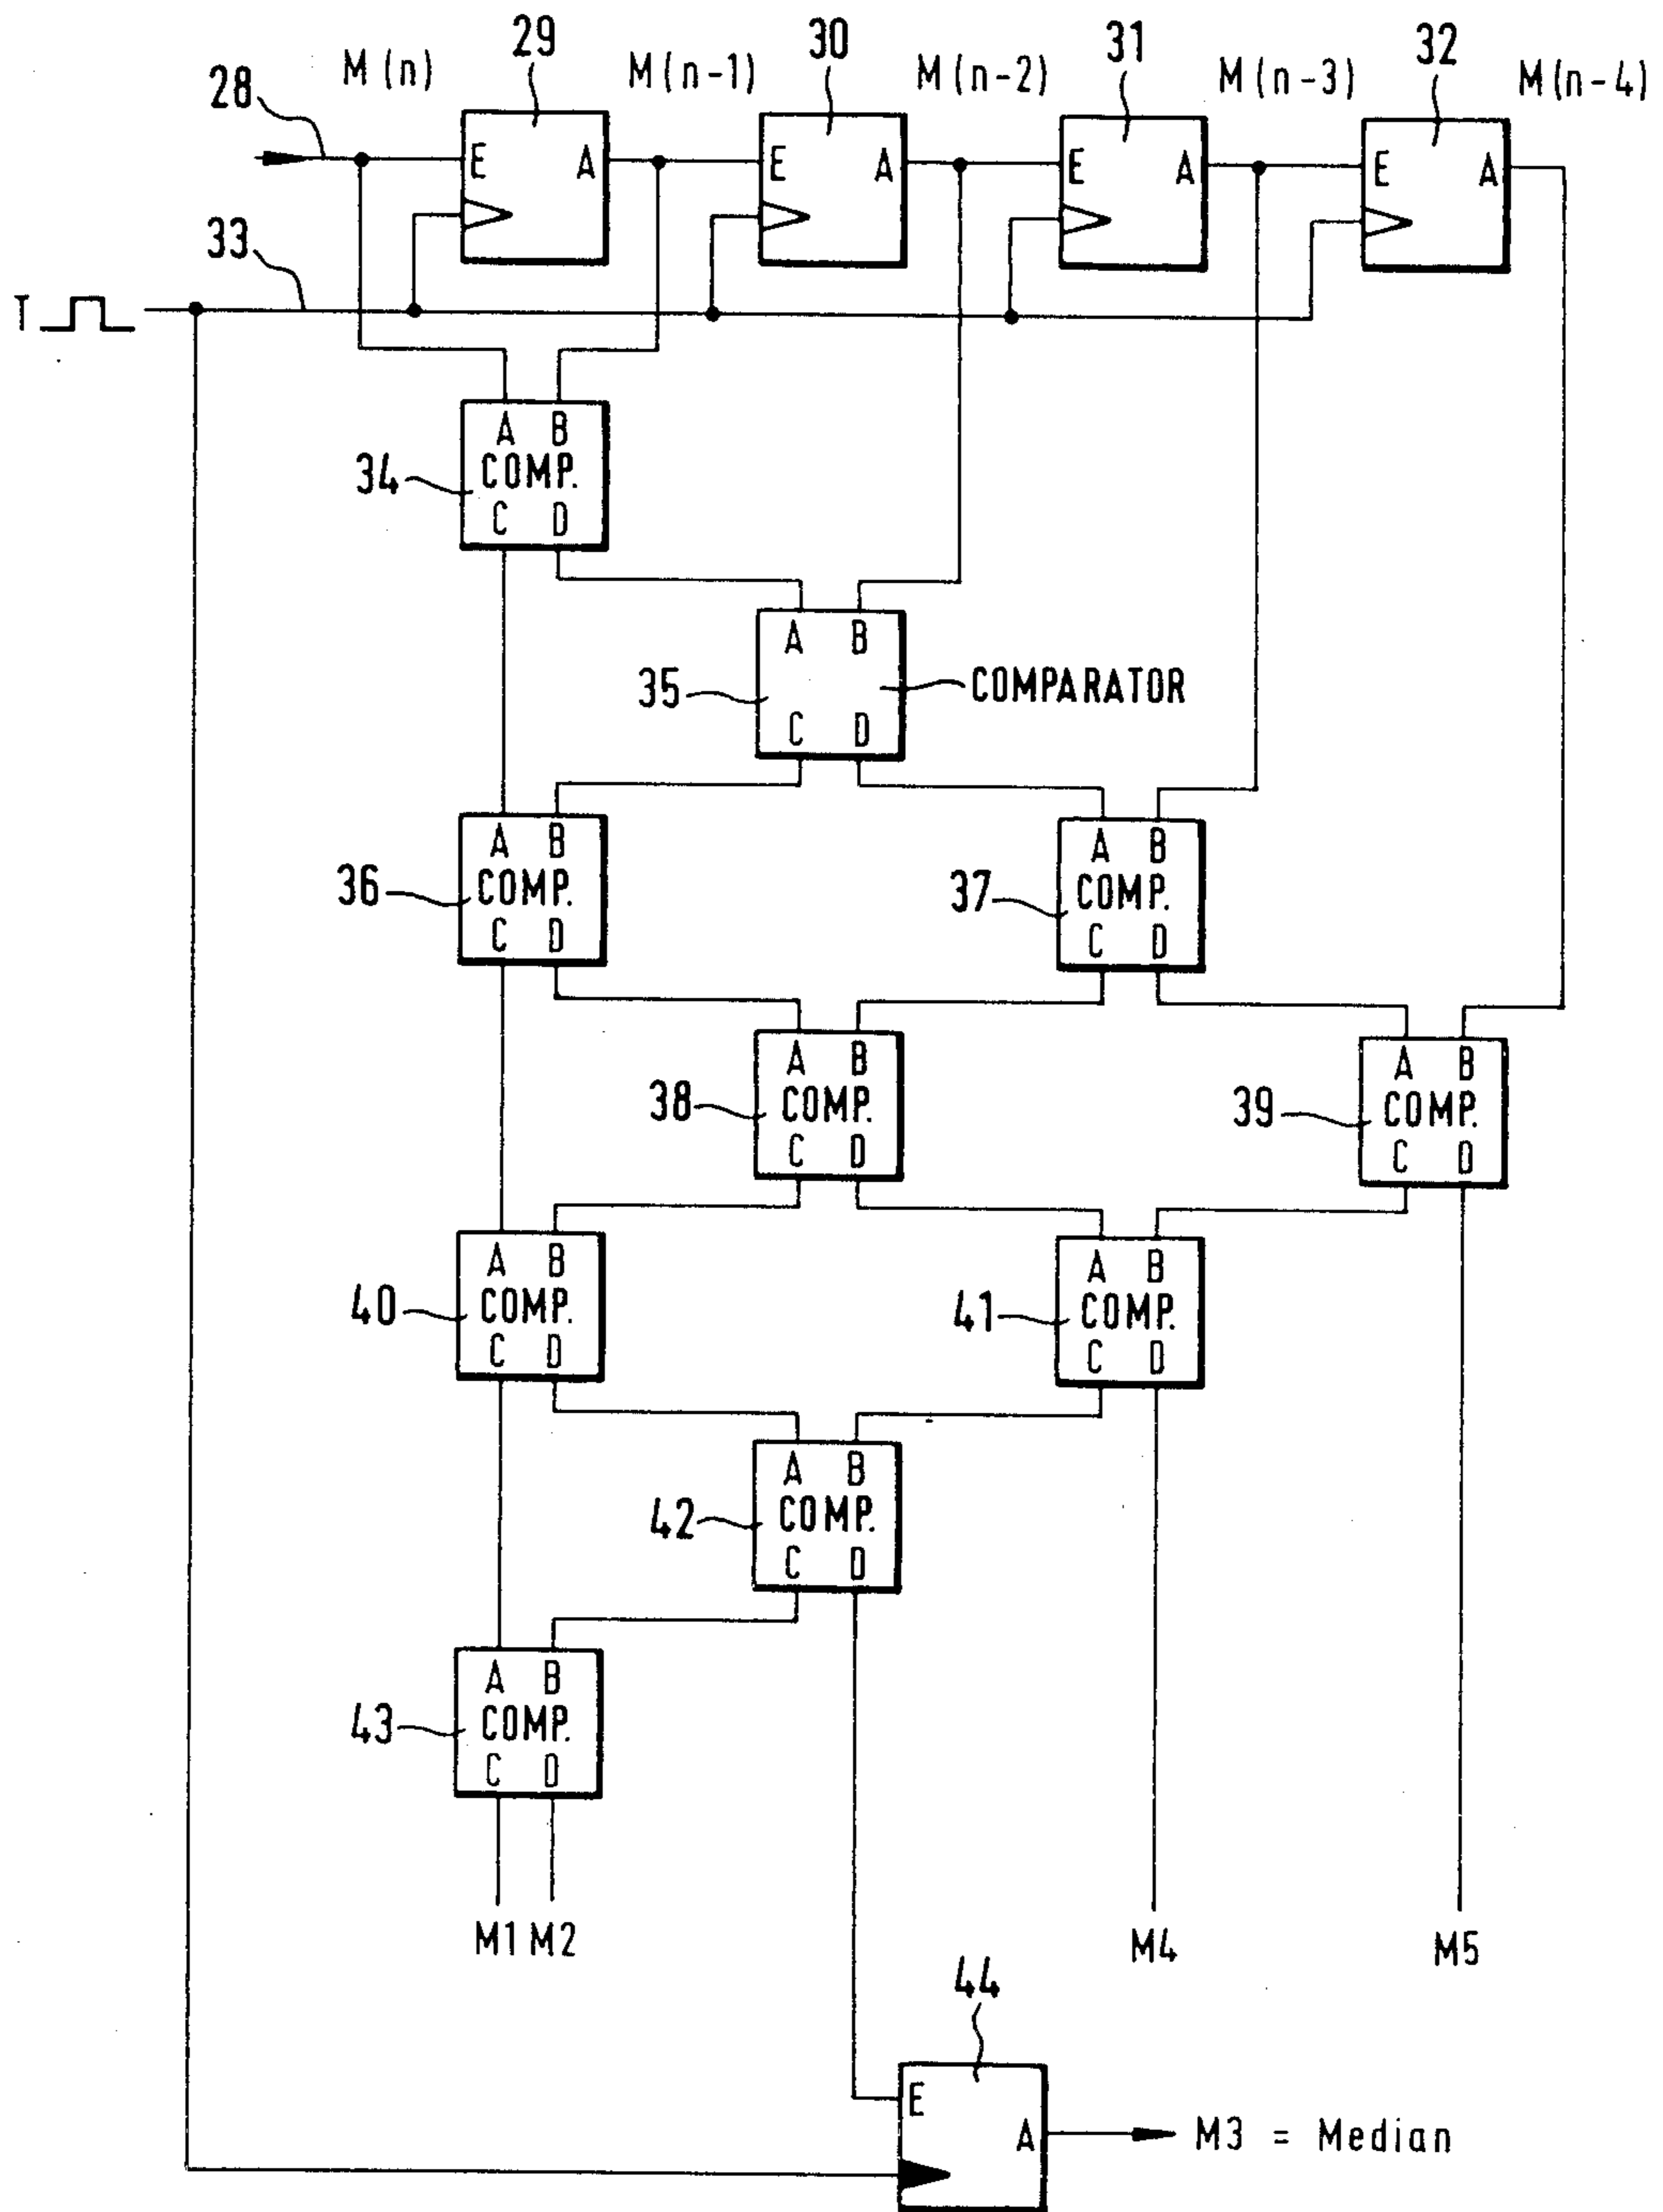 29 30 31 32
M(n) M(n-1) M(n-2) M(n-3) M(n-4)
28
E A E A E A E A
33
T
A B
34 COMP.
C D
A B
35 COMPARATOR
C D
A B A B
36 COMP. 37 COMP.
C D C D
A B A B
38 COMP. 39 COMP.
C D C D
A B A B
40 COMP. 41 COMP.
C D C D
A B
42 COMP.
C D
A B
43 COMP.
C D
M1 M2 M4 M5
44
E
A M3 = Median